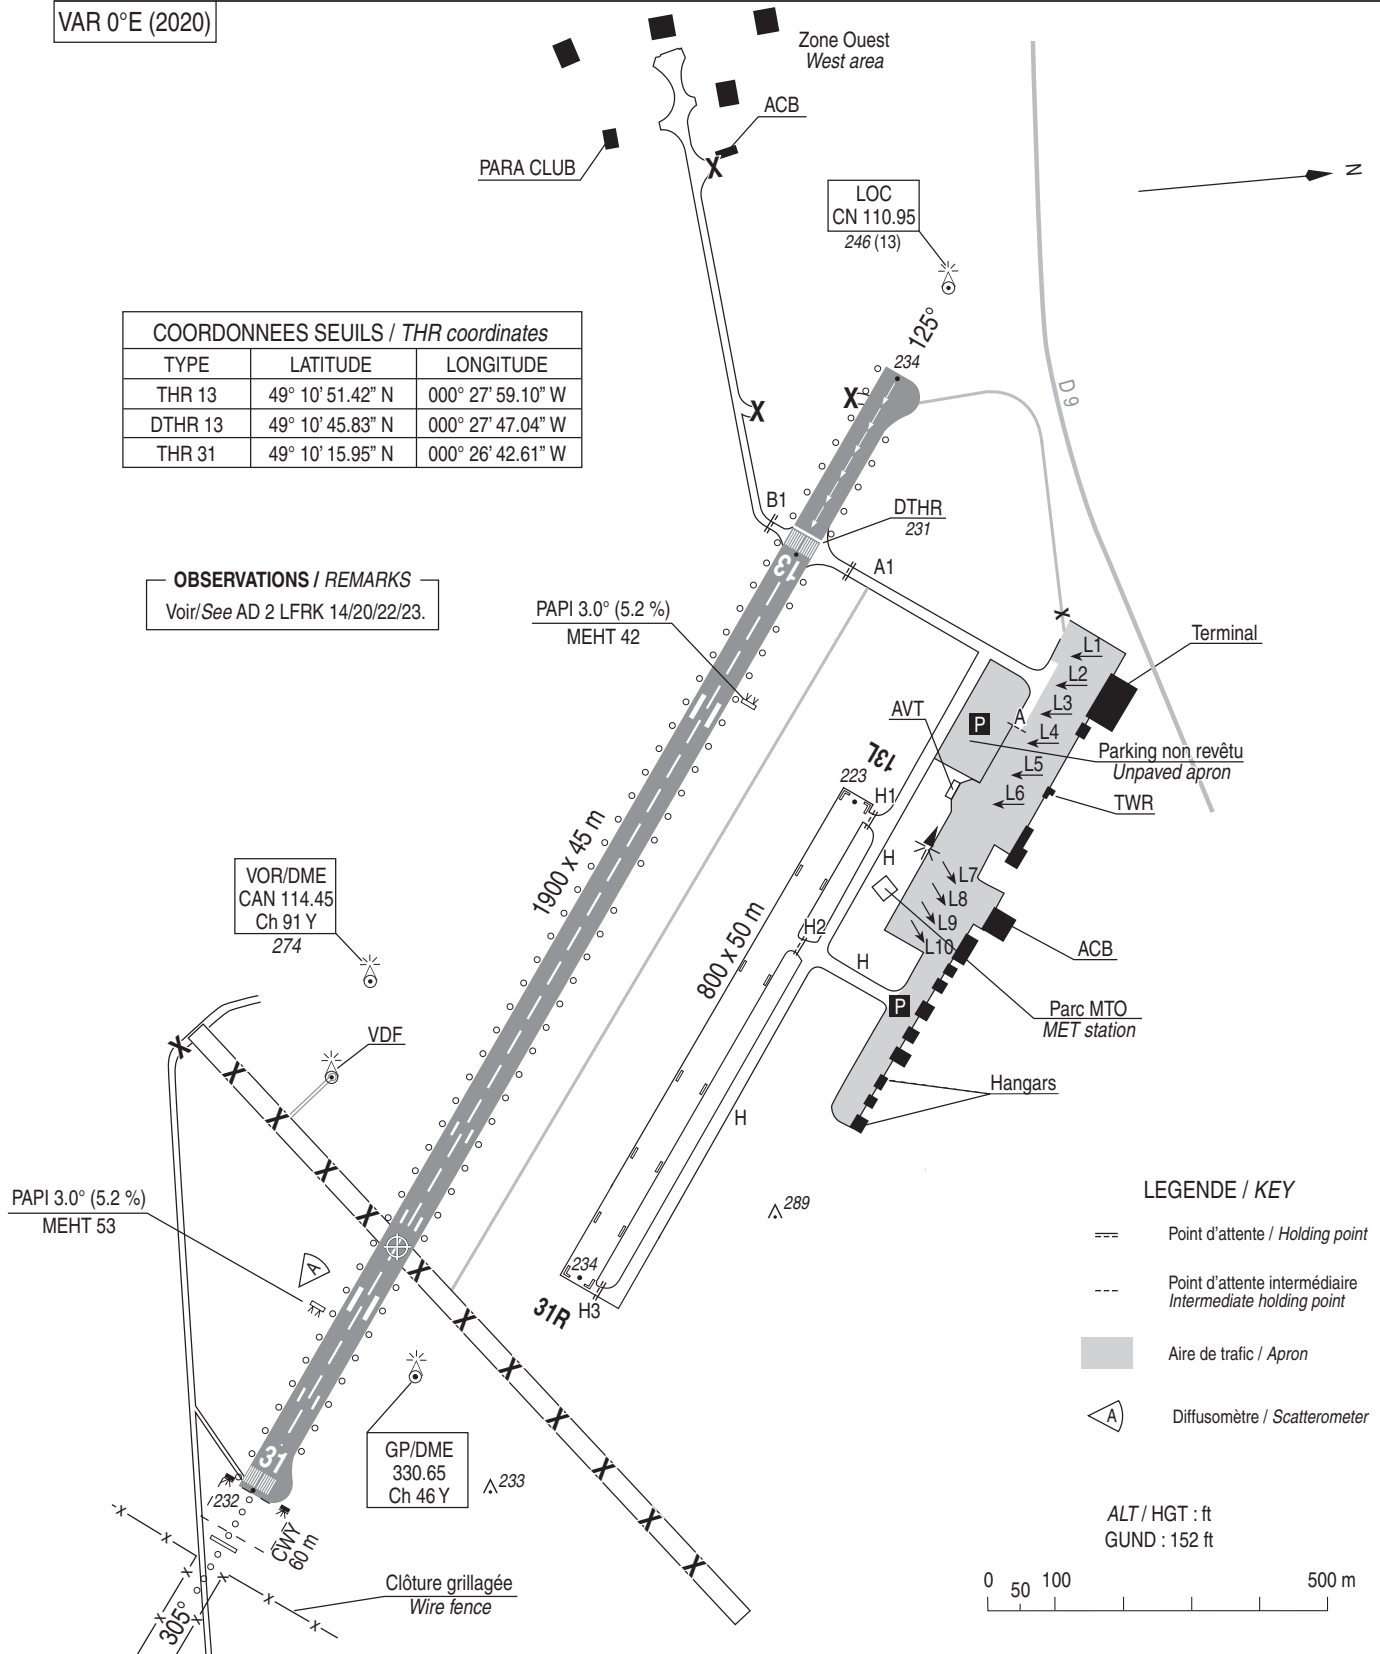 VAR 0°E (2020)
Zone Ouest
West area
ACB
PARA CLUB
N
LOC
CN 110.95
246 (13)
125°
234
D 9
COORDONNEES SEUILS / THR coordinates
TYPE LATITUDE LONGITUDE
THR 13 49° 10’ 51.42” N 000° 27’ 59.10” W
DTHR 13 49° 10’ 45.83” N 000° 27’ 47.04” W
THR 31 49° 10’ 15.95” N 000° 26’ 42.61” W
X
X
X
B1
DTHR
231
13
A1
OBSERVATIONS / REMARKS
Voir/See AD 2 LFRK 14/20/22/23.
PAPI 3.0° (5.2 %)
MEHT 42
X
L1
L2
L3
L4
L5
L6
Terminal
AVT
P
A
Parking non revêtu
Unpaved apron
TWR
13L
223
H1
H
L7
L8
L9
L10
1900 x 45 m
800 x 50 m
H2
H
ACB
P
Parc MTO
MET station
Hangars
H
VOR/DME
CAN 114.45
Ch 91 Y
274
VDF
X
X
X
X
X
PAPI 3.0° (5.2 %)
MEHT 53
A
289
234
31R
H3
X
X
X
X
X
X
X
GP/DME
330.65
Ch 46 Y
233
31
232
CWY
60 m
305°
x
x
x
x
x
x
x
x
Clôture grillagée
Wire fence
LEGENDE / KEY
Point d’attente / Holding point
Point d’attente intermédiaire
Intermediate holding point
Aire de trafic / Apron
A
Diffusomètre / Scatterometer
ALT / HGT : ft
GUND : 152 ft
0 50 100 500 m